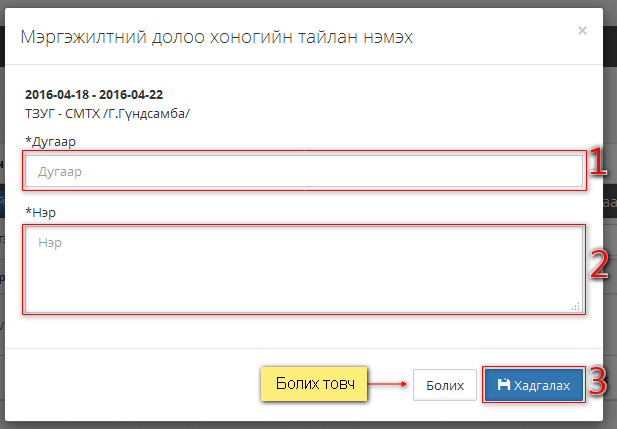 Мэргэжилтний долоо хоногийн тайлан нэмэх
×
2016-04-18 - 2016-04-22
ТЗУГ - СМТХ /Г.Гүндсамба/
*Дугаар
Дугаар
1
*Нэр
Нэр
2
Болих товч
Болих
Хадгалах
3